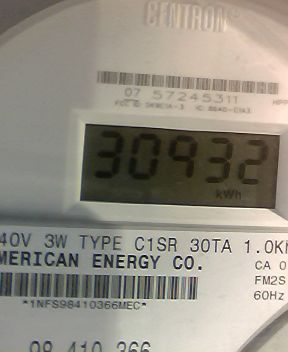 CENTRON®
07 57245311
30932
kWh
40V 3W TYPE C1SR 30TA 1.0K
MERICAN ENERGY CO.
CA 0
FM2S
60Hz
*1NFS98410366MEC*
98 410 366